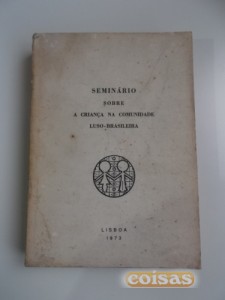 SEMINÁRIO
SOBRE
A CRIANÇA NA COMUNIDADE
LUSO-BRASILEIRA
LISBOA
1973
coisas